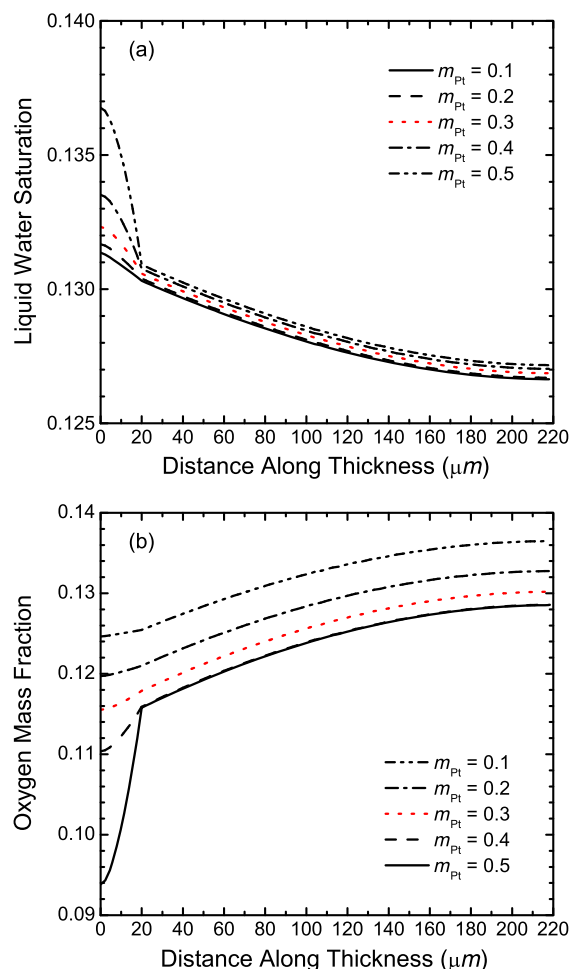 0.140
(a)
m_Pt = 0.1
m_Pt = 0.2
m_Pt = 0.3
m_Pt = 0.4
m_Pt = 0.5
0.135
0.130
0.125
Liquid Water Saturation
0 20 40 60 80 100 120 140 160 180 200 220
Distance Along Thickness (μm)
0.14
(b)
0.13
0.12
0.11
0.10
0.09
Oxygen Mass Fraction
m_Pt = 0.1
m_Pt = 0.2
m_Pt = 0.3
m_Pt = 0.4
m_Pt = 0.5
0 20 40 60 80 100 120 140 160 180 200 220
Distance Along Thickness (μm)